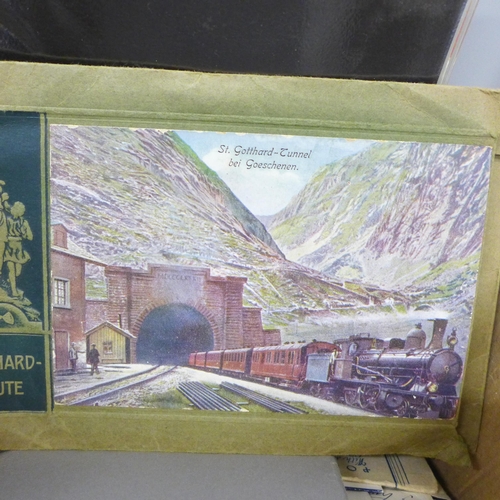 St. Gotthard-Tunnel
bei Goeschenen.
HARD-
UTE